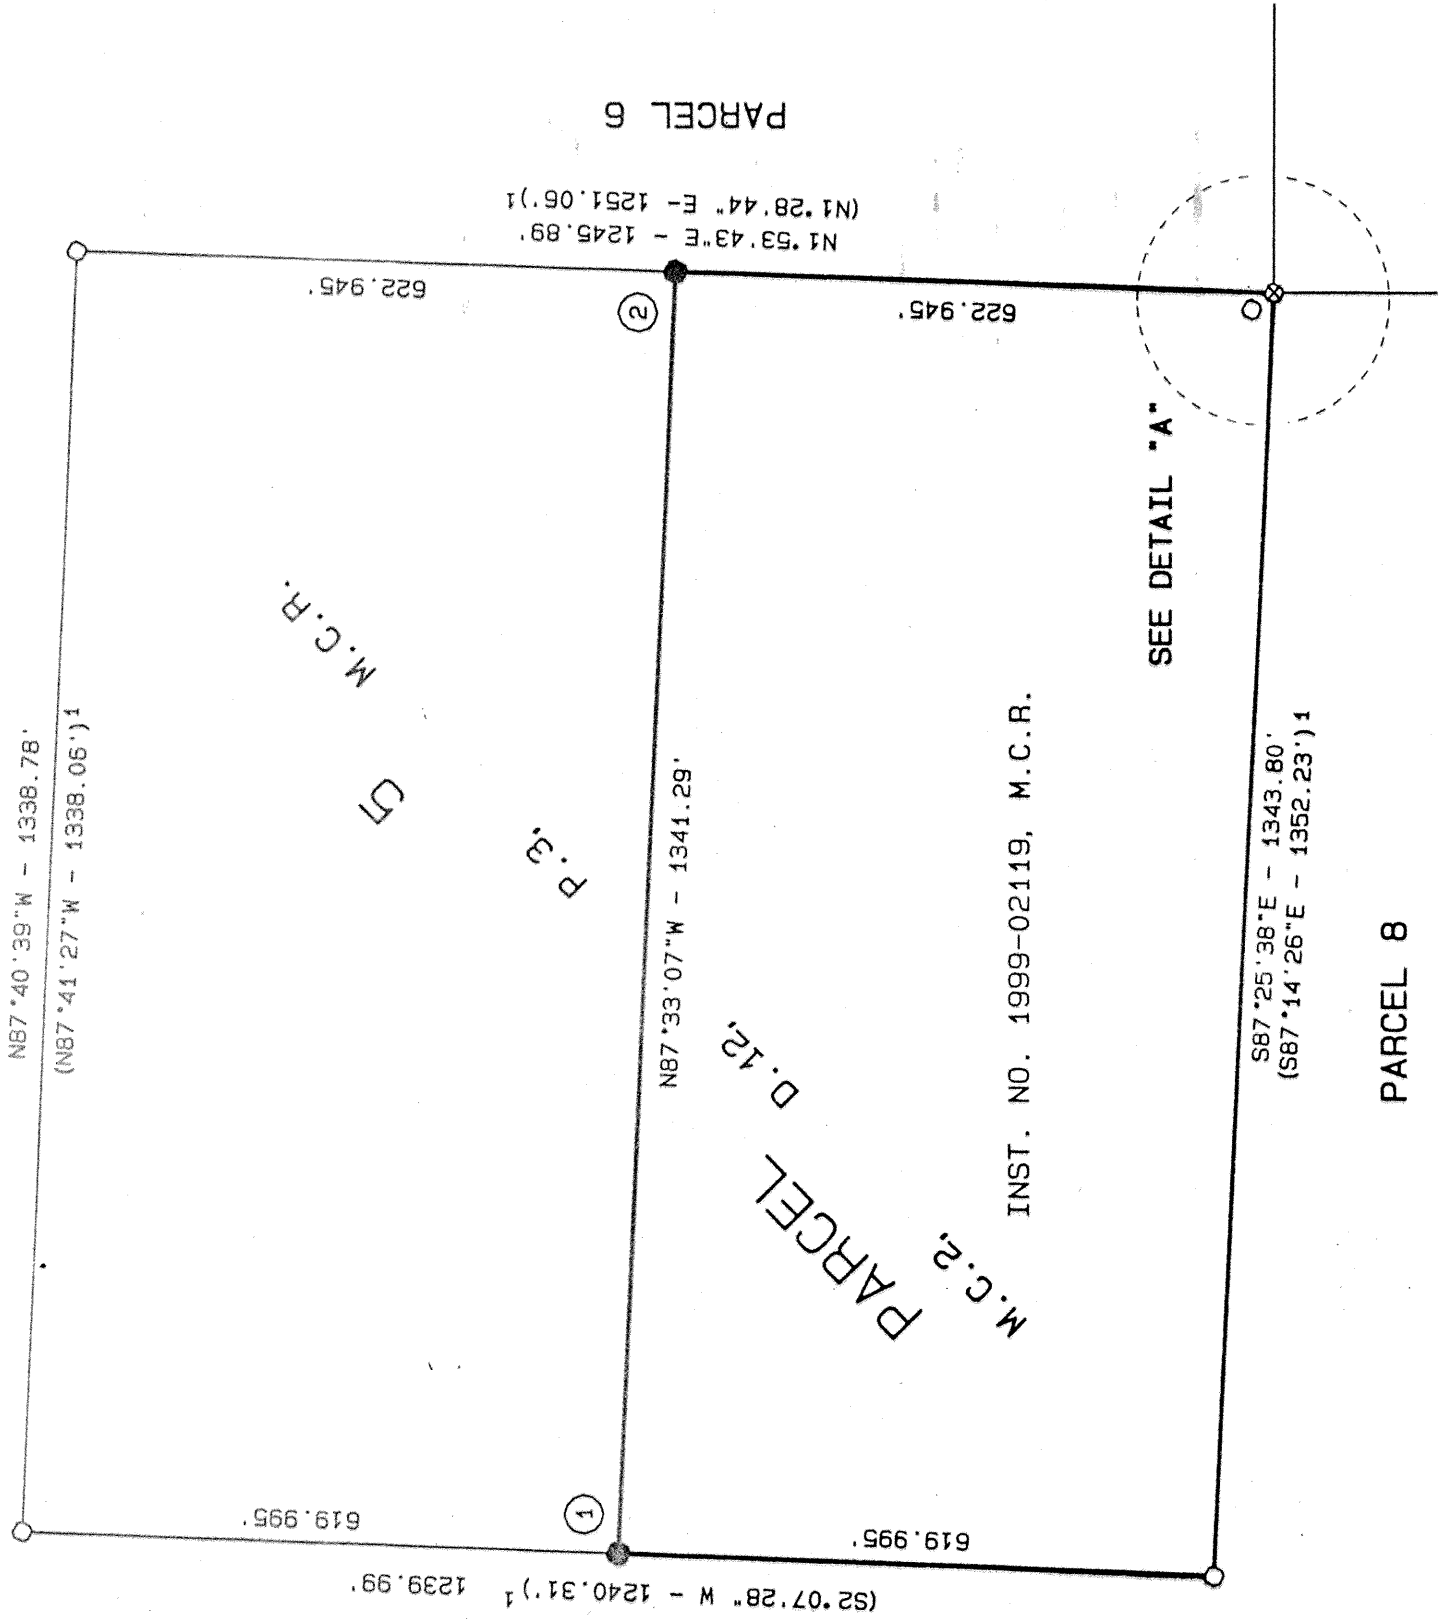 N87°40'39"W - 1338.78'
(N87°41'27"W - 1338.06')1
PARCEL 6
(N1°28'44" E- 1251.06')1
N1°53'43"E - 1245.89'
622.945'
622.945'
2
M.C.R.
5
P.3,
N87°33'07"W - 1341.29'
D.12,
PARCEL
M.C.2,
INST. NO. 1999-02119, M.C.R.
SEE DETAIL "A"
619.995'
1
619.995'
(S2°07'28" W - 1240.31')1 1239.99'
S87°25'38"E - 1343.80'
(S87°14'26"E - 1352.23')1
PARCEL 8